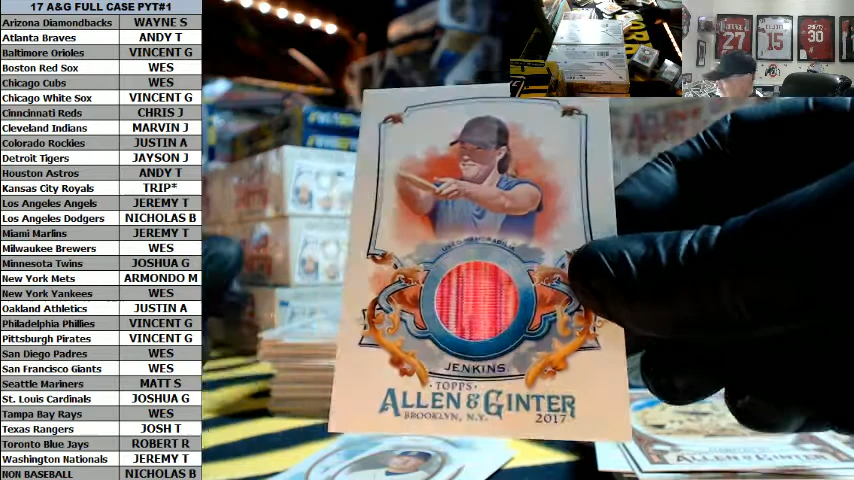 17 A&G FULL CASE PYT#1
Arizona Diamondbacks WAYNE S
Atlanta Braves ANDY T
Baltimore Orioles VINCENT G
Boston Red Sox WES
Chicago Cubs WES
Chicago White Sox VINCENT G
Cinncinnati Reds CHRIS J
Cleveland Indians MARVIN J
Colorado Rockies JUSTIN A
Detroit Tigers JAYSON J
Houston Astros ANDY T
Kansas City Royals TRIP*
Los Angeles Angels JEREMY T
Los Angeles Dodgers NICHOLAS B
Miami Marlins JEREMY T
Milwaukee Brewers WES
Minnesota Twins JOSHUA G
New York Mets ARMONDO M
New York Yankees WES
Oakland Athletics JUSTIN A
Philadelphia Phillies VINCENT G
Pittsburgh Pirates VINCENT G
San Diego Padres WES
San Francisco Giants WES
Seattle Mariners MATT S
St. Louis Cardinals JOSHUA G
Tampa Bay Rays WES
Texas Rangers JOSH T
Toronto Blue Jays ROBERT R
Washington Nationals JEREMY T
NON BASEBALL NICHOLAS B
27
15
30
JENKINS
TOPPS
ALLEN & GINTER
BROOKLYN, N.Y. 2017
ALLEN & GINTER